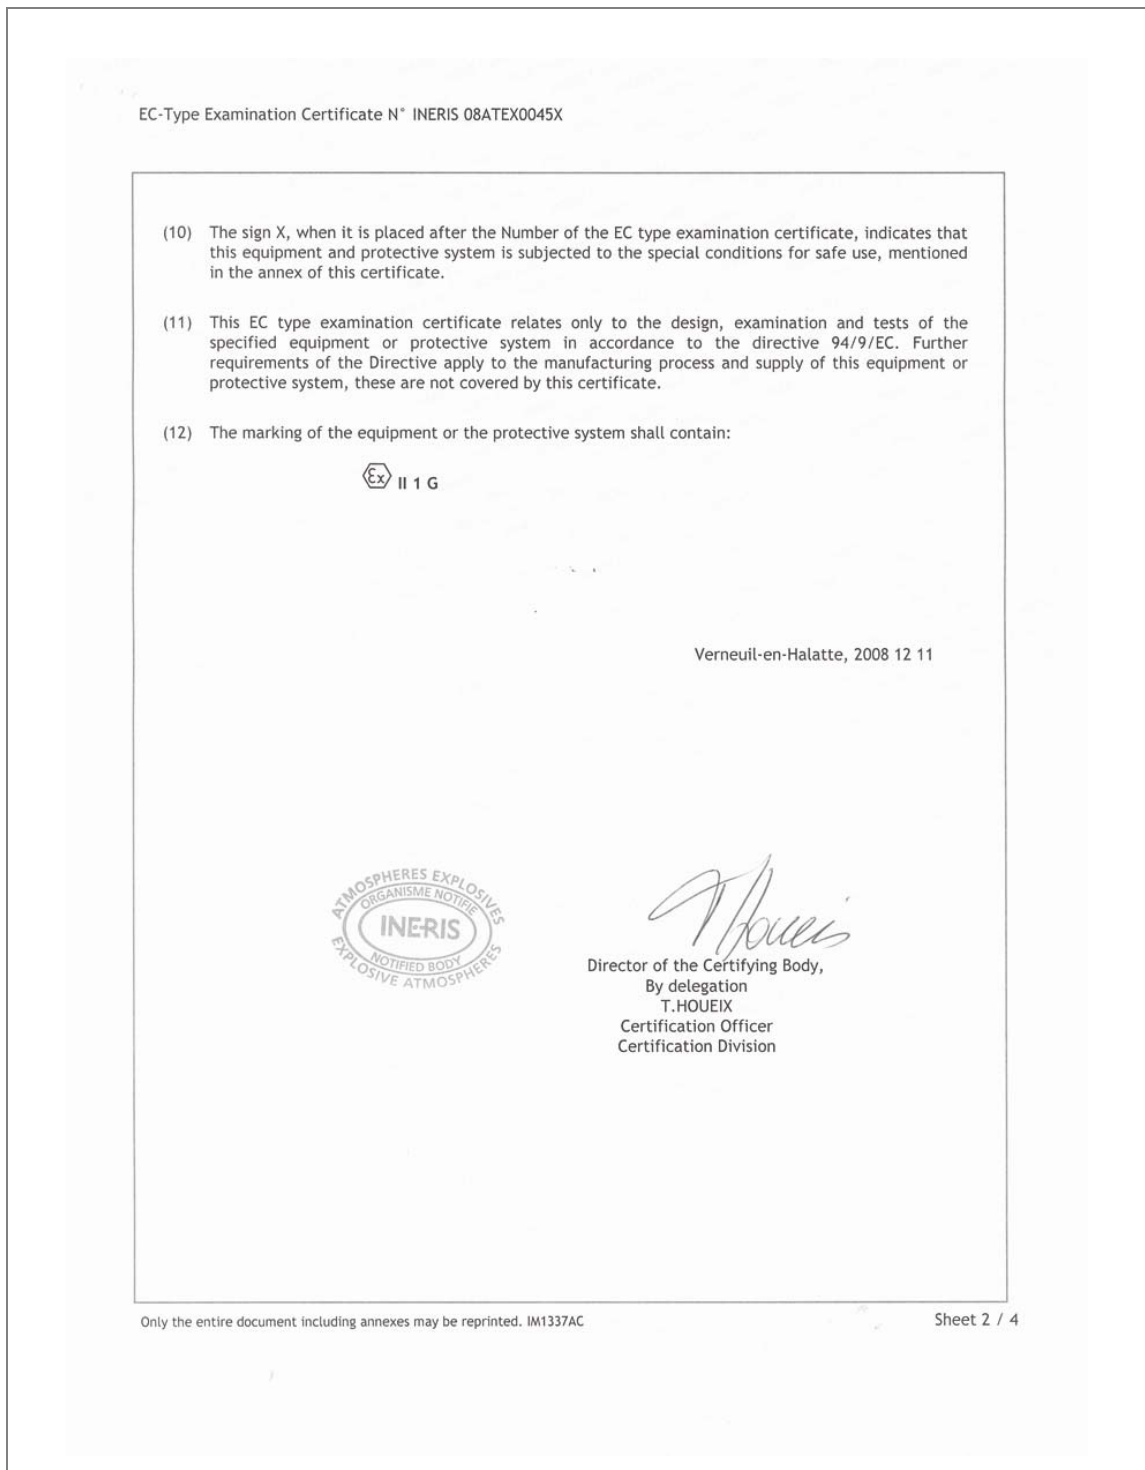 EC-Type Examination Certificate N° INERIS 08ATEX0045X
(10) The sign X, when it is placed after the Number of the EC type examination certificate, indicates that
this equipment and protective system is subjected to the special conditions for safe use, mentioned
in the annex of this certificate.
(11) This EC type examination certificate relates only to the design, examination and tests of the
specified equipment or protective system in accordance to the directive 94/9/EC. Further
requirements of the Directive apply to the manufacturing process and supply of this equipment or
protective system, these are not covered by this certificate.
(12) The marking of the equipment or the protective system shall contain:
Ex II 1 G
Verneuil-en-Halatte, 2008 12 11
ATMOSPHERES EXPLOSIVES
ORGANISME NOTIFIE
INERIS
NOTIFIED BODY
EXPLOSIVE ATMOSPHERES
T Houeix
Director of the Certifying Body,
By delegation
T.HOUEIX
Certification Officer
Certification Division
Only the entire document including annexes may be reprinted. IM1337AC
Sheet 2 / 4